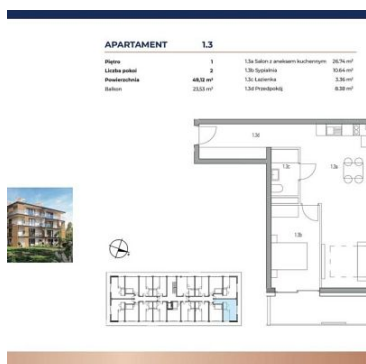 APARTAMENT 1.3
Piętro 1
Liczba pokoi 2
Powierzchnia 48,12 m²
Balkon 23,53 m²
1.3a Salon z aneksem kuchennym 26.74 m²
1.3b Sypialnia 10.64 m²
1.3c Łazienka 3.36 m²
1.3d Przedpokój 8.38 m²
1.3d
1.3c
1.3a
1.3b